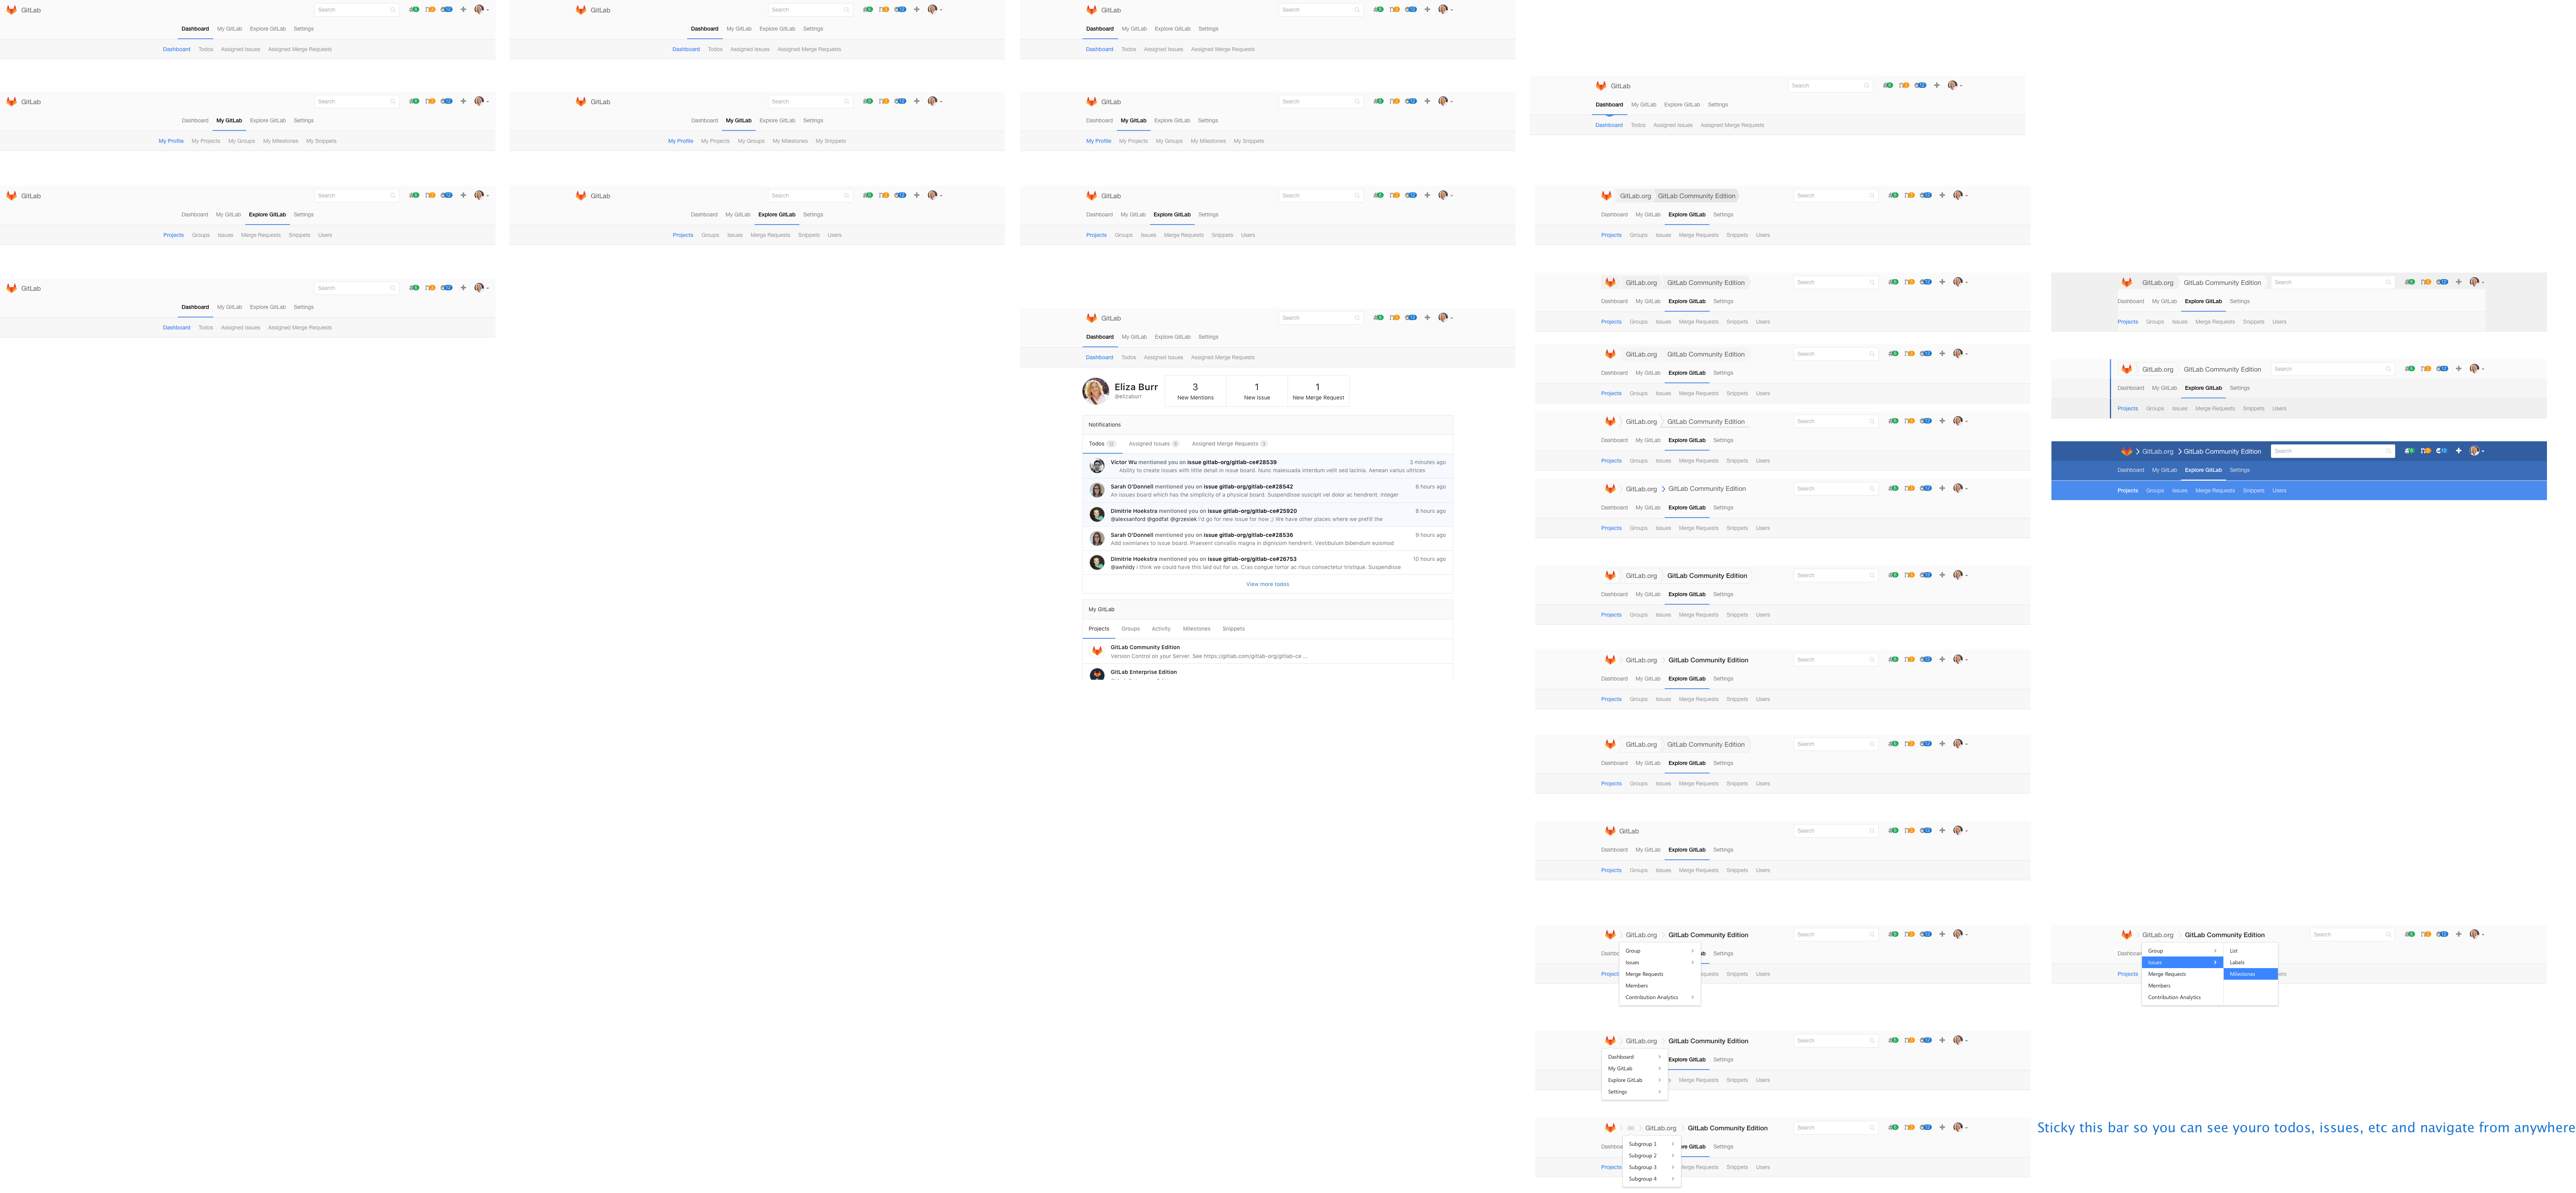 GitLab Search
Dashboard My GitLab Explore GitLab Settings
Dashboard Todos Assigned Issues Assigned Merge Requests
GitLab Search
Dashboard My GitLab Explore GitLab Settings
My Profile My Projects My Groups My Milestones My Snippets
GitLab Search
Dashboard My GitLab Explore GitLab Settings
Projects Groups Issues Merge Requests Snippets Users
GitLab Search
Dashboard My GitLab Explore GitLab Settings
Dashboard Todos Assigned Issues Assigned Merge Requests
GitLab Search
Dashboard My GitLab Explore GitLab Settings
Dashboard Todos Assigned Issues Assigned Merge Requests
GitLab Search
Dashboard My GitLab Explore GitLab Settings
My Profile My Projects My Groups My Milestones My Snippets
GitLab Search
Dashboard My GitLab Explore GitLab Settings
Projects Groups Issues Merge Requests Snippets Users
GitLab Search
Dashboard My GitLab Explore GitLab Settings
Dashboard Todos Assigned Issues Assigned Merge Requests
GitLab Search
Dashboard My GitLab Explore GitLab Settings
My Profile My Projects My Groups My Milestones My Snippets
GitLab Search
Dashboard My GitLab Explore GitLab Settings
Projects Groups Issues Merge Requests Snippets Users
GitLab Search
Dashboard My GitLab Explore GitLab Settings
Dashboard Todos Assigned Issues Assigned Merge Requests
Eliza Burr
@elizaburr
3 1 1
New Mentions New Issue New Merge Request
Notifications
Todos 12 Assigned Issues 6 Assigned Merge Requests 3
Victor Wu mentioned you on issue gitlab-org/gitlab-ce#28539 3 minutes ago
Ability to create issues with little detail in issue board. Nunc malesuada interdum velit sed lacinia. Aenean varius ultrices
Sarah O'Donnell mentioned you on issue gitlab-org/gitlab-ce#28542 8 hours ago
An issues board which has the simplicity of a physical board. Suspendisse suscipit vel dolor ac hendrerit. Integer
Dimitrie Hoekstra mentioned you on issue gitlab-org/gitlab-ce#25920 8 hours ago
@alexsanford @godfat @grzesiek i'd go for new issue for now ;) We have other places where we prefill the
Sarah O'Donnell mentioned you on issue gitlab-org/gitlab-ce#28536 9 hours ago
Add swimlanes to issue board. Praesent convallis magna in dignissim hendrerit. Vestibulum bibendum euismod
Dimitrie Hoekstra mentioned you on issue gitlab-org/gitlab-ce#26753 10 hours ago
@awhildy i think we could have this laid out for us. Cras congue tortor ac risus consectetur tristique. Suspendisse
View more todos
My GitLab
Projects Groups Activity Milestones Snippets
GitLab Community Edition
Version Control on your Server. See https://gitlab.com/gitlab-org/gitlab-ce ...
GitLab Enterprise Edition
GitLab Search
Dashboard My GitLab Explore GitLab Settings
Dashboard Todos Assigned Issues Assigned Merge Requests
GitLab.org GitLab Community Edition Search
Dashboard My GitLab Explore GitLab Settings
Projects Groups Issues Merge Requests Snippets Users
GitLab.org GitLab Community Edition Search
Dashboard My GitLab Explore GitLab Settings
Projects Groups Issues Merge Requests Snippets Users
GitLab.org GitLab Community Edition Search
Dashboard My GitLab Explore GitLab Settings
Projects Groups Issues Merge Requests Snippets Users
GitLab.org GitLab Community Edition Search
Dashboard My GitLab Explore GitLab Settings
Projects Groups Issues Merge Requests Snippets Users
GitLab.org GitLab Community Edition Search
Dashboard My GitLab Explore GitLab Settings
Projects Groups Issues Merge Requests Snippets Users
GitLab.org GitLab Community Edition Search
Dashboard My GitLab Explore GitLab Settings
Projects Groups Issues Merge Requests Snippets Users
GitLab.org GitLab Community Edition Search
Dashboard My GitLab Explore GitLab Settings
Projects Groups Issues Merge Requests Snippets Users
GitLab.org GitLab Community Edition Search
Dashboard My GitLab Explore GitLab Settings
Projects Groups Issues Merge Requests Snippets Users
GitLab Search
Dashboard My GitLab Explore GitLab Settings
Projects Groups Issues Merge Requests Snippets Users
GitLab.org GitLab Community Edition Search
Settings
Merge Requests Snippets Users
Group
Issues
Merge Requests
Members
Contribution Analytics
GitLab.org GitLab Community Edition Search
Explore GitLab Settings
Merge Requests Snippets Users
Dashboard
My GitLab
Explore GitLab
Settings
GitLab.org GitLab Community Edition Search
Settings
Projects Merge Requests Snippets Users
Subgroup 1
Subgroup 2
Subgroup 3
Subgroup 4
GitLab.org GitLab Community Edition Search
Dashboard My GitLab Explore GitLab Settings
Projects Groups Issues Merge Requests Snippets Users
GitLab.org GitLab Community Edition Search
Dashboard My GitLab Explore GitLab Settings
Projects Groups Issues Merge Requests Snippets Users
GitLab.org GitLab Community Edition Search
Dashboard My GitLab Explore GitLab Settings
Projects Groups Issues Merge Requests Snippets Users
GitLab.org GitLab Community Edition Search
Projects
Group List
Issues Labels
Merge Requests Milestones
Members
Contribution Analytics
Sticky this bar so you can see youro todos, issues, etc and navigate from anywhere